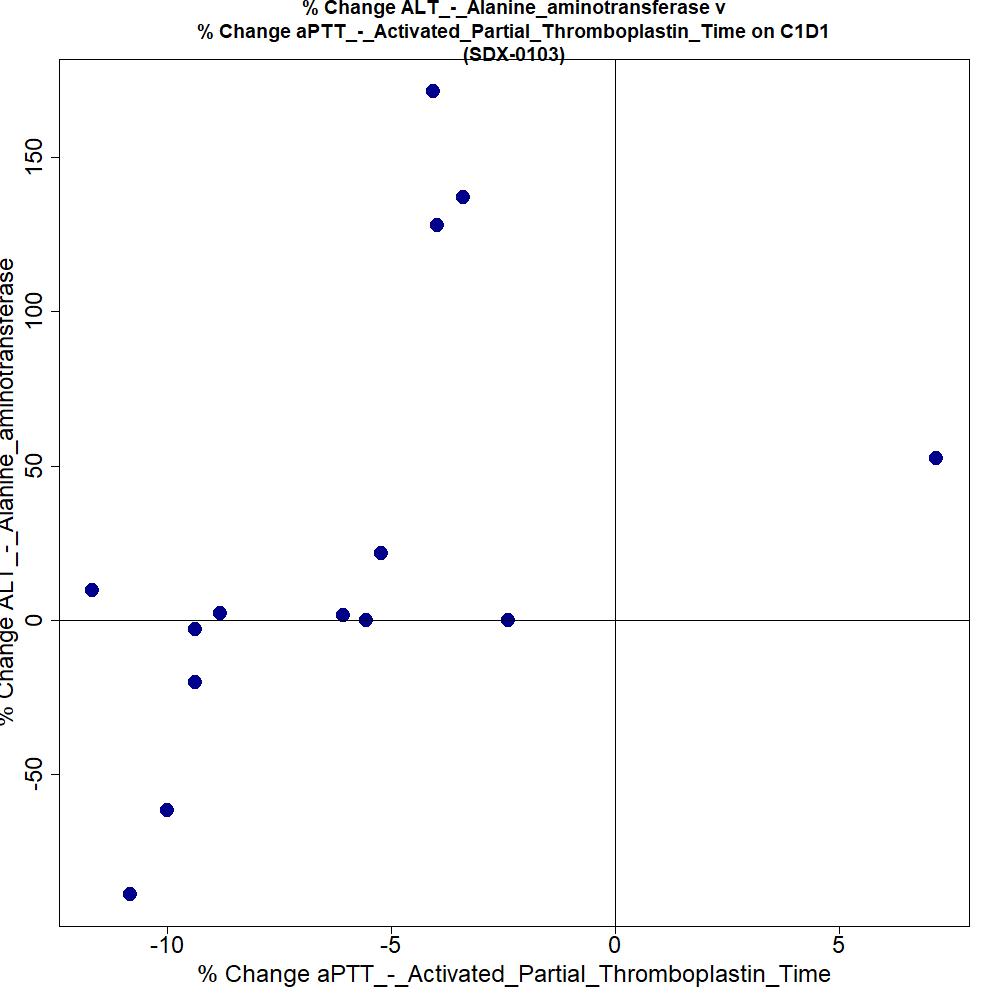 % Change ALT_-_Alanine_aminotransferase v
% Change aPTT_-_Activated_Partial_Thromboplastin_Time on C1D1
(SDX-0103)
% Change ALT_-_Alanine_aminotransferase
150
100
50
0
-50
-10
-5
0
5
% Change aPTT_-_Activated_Partial_Thromboplastin_Time